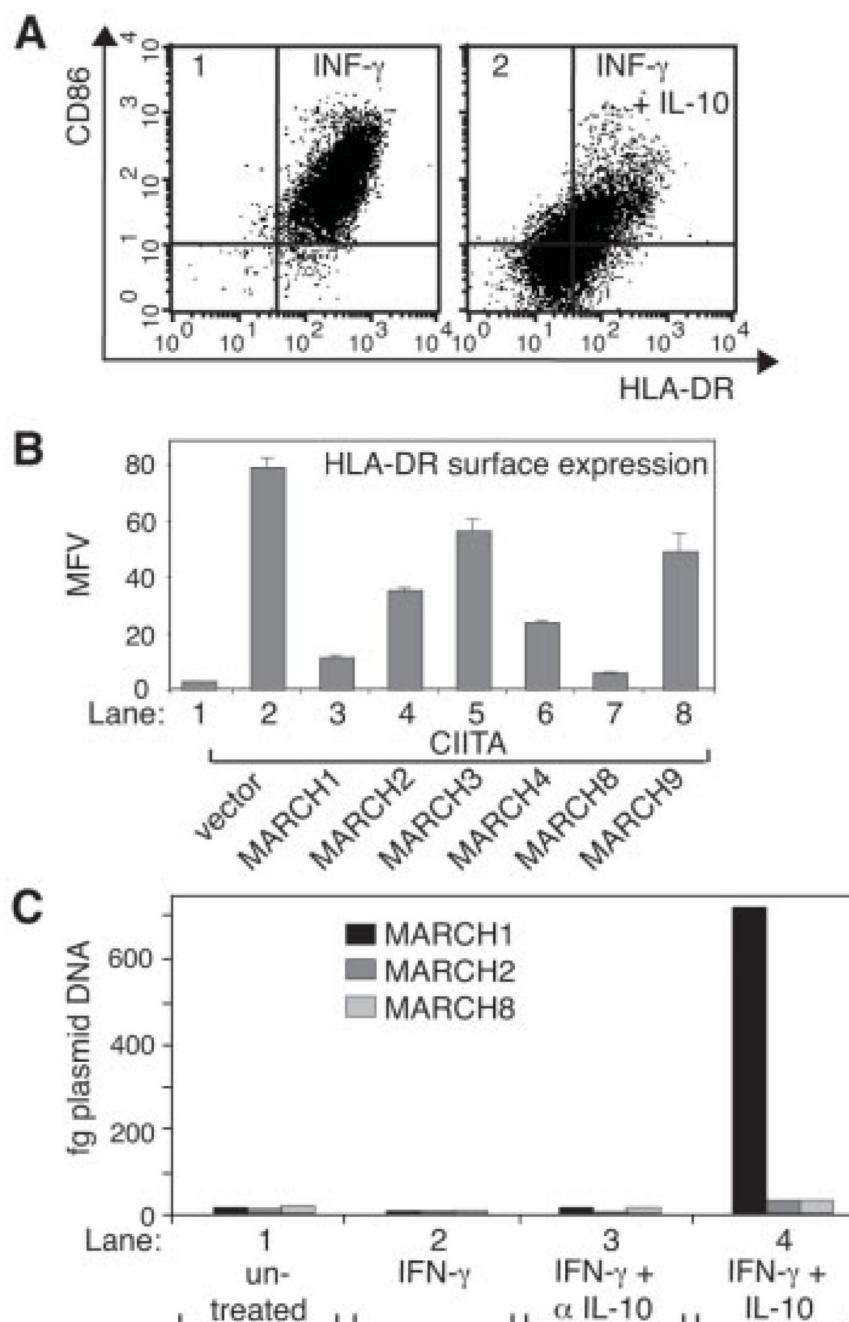 A
CD86
10 4
10 3
10 2
10 1
10 0
1
INF-γ
2
INF-γ
+ IL-10
10 0 10 1 10 2 10 3 10 4
10 0 10 1 10 2 10 3 10 4
HLA-DR
B
HLA-DR surface expression
MFV
80
60
40
20
0
Lane: 1 2 3 4 5 6 7 8
CIITA
vector
MARCH1
MARCH2
MARCH3
MARCH4
MARCH8
MARCH9
C
fg plasmid DNA
600
400
200
0
MARCH1
MARCH2
MARCH8
Lane: 1 2 3 4
un-
treated
IFN-γ
IFN-γ +
α IL-10
IFN-γ +
IL-10